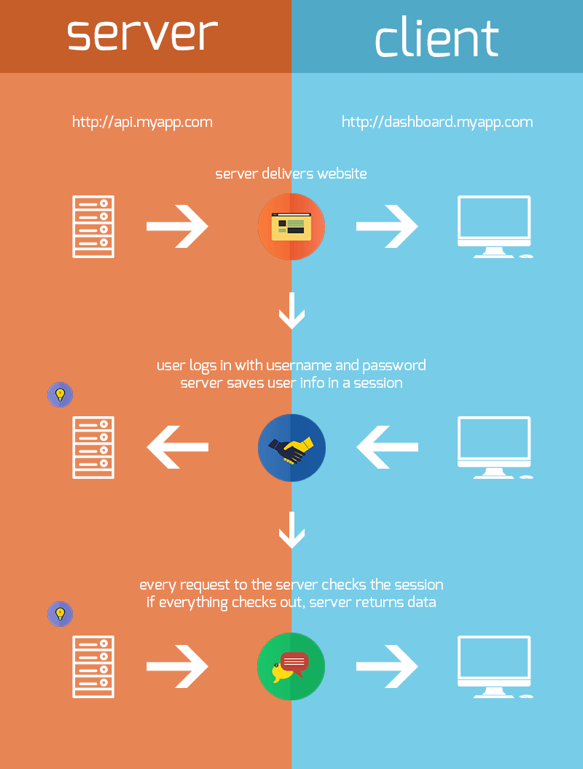 server
client
http://api.myapp.com
http://dashboard.myapp.com
server delivers website
user logs in with username and password
server saves user info in a session
every request to the server checks the session
if everything checks out, server returns data